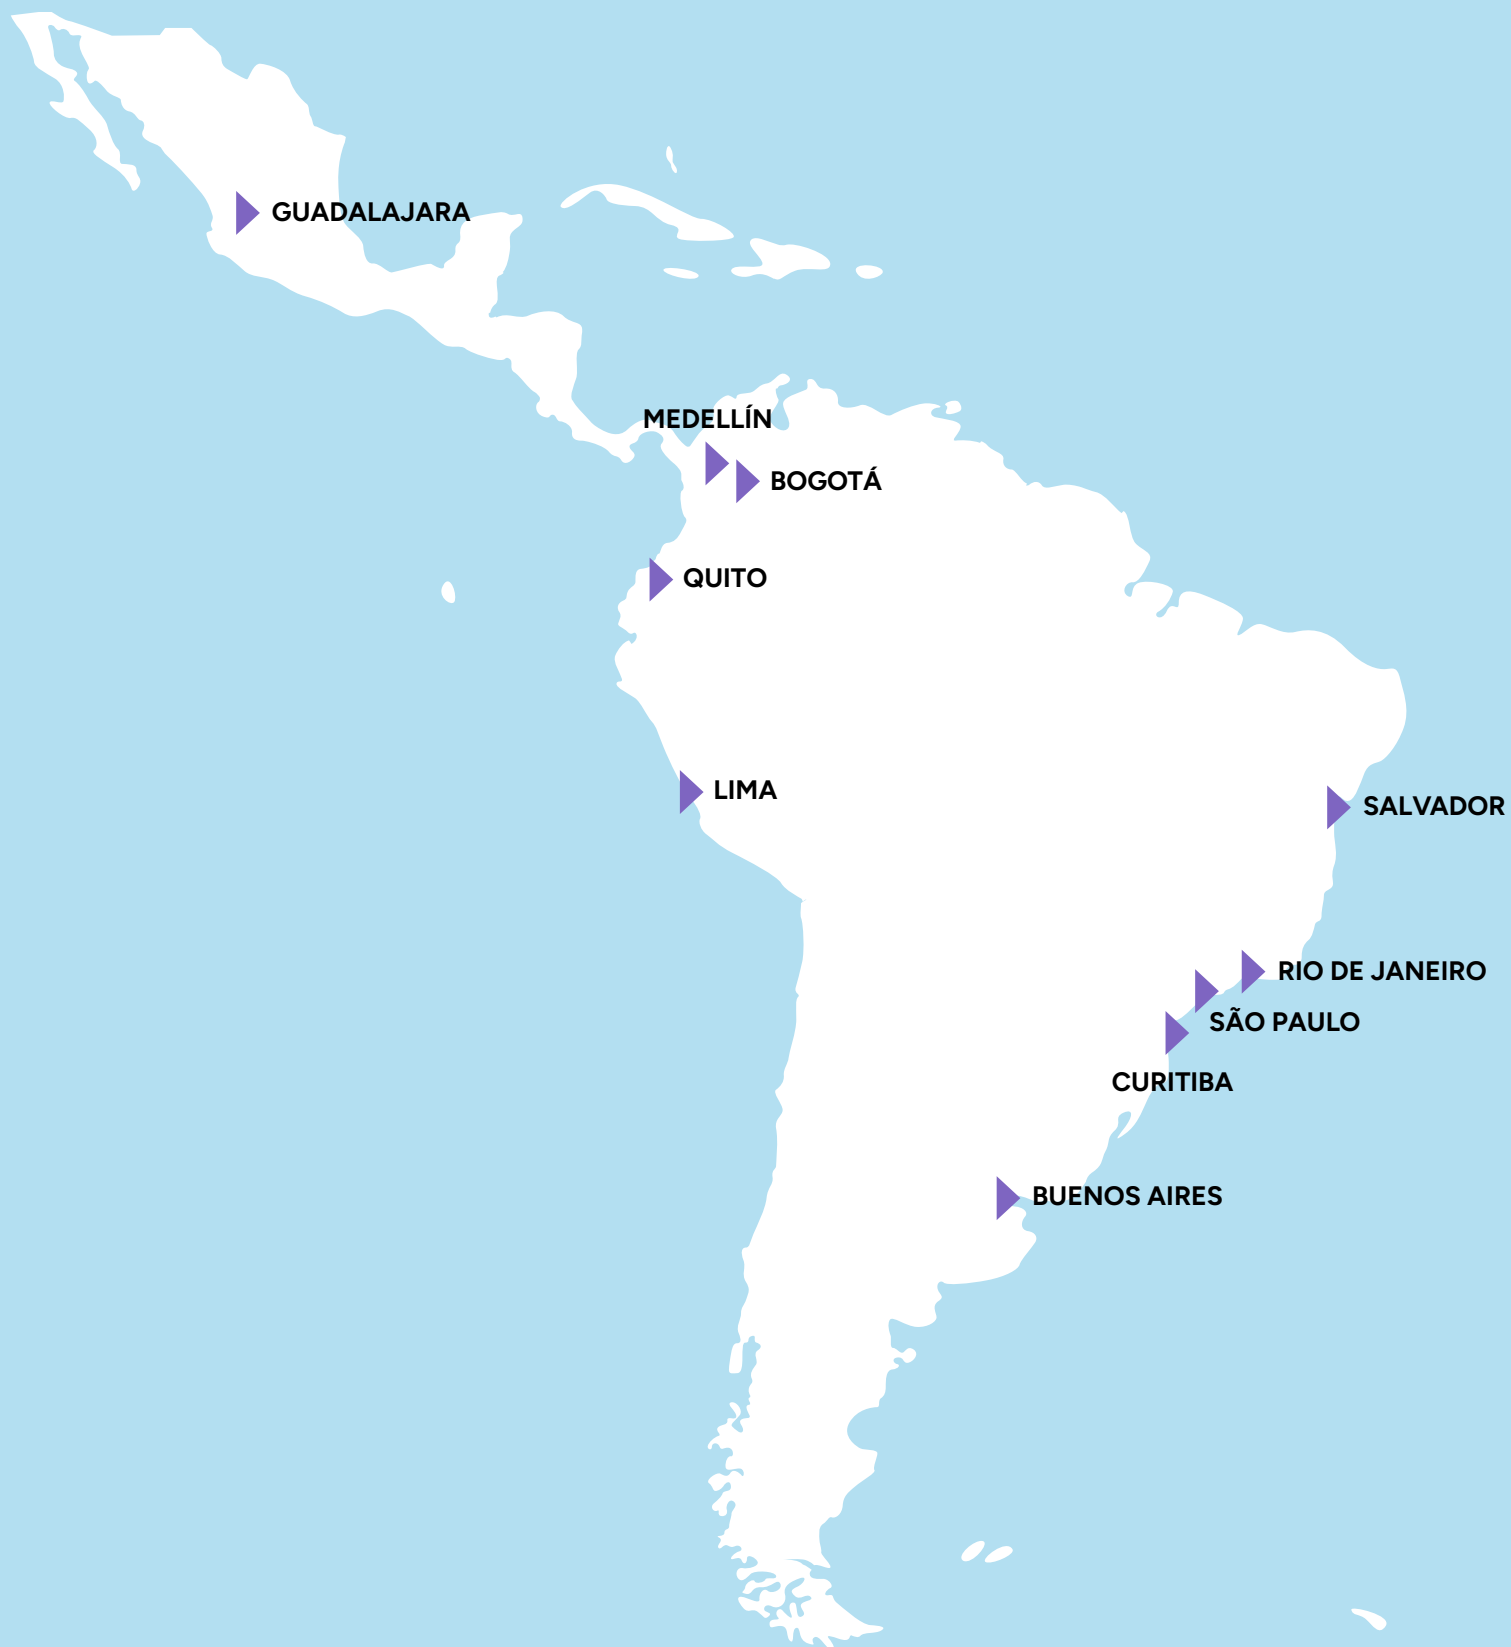 GUADALAJARA
MEDELLÍN
BOGOTÁ
QUITO
LIMA
SALVADOR
RIO DE JANEIRO
SÃO PAULO
CURITIBA
BUENOS AIRES